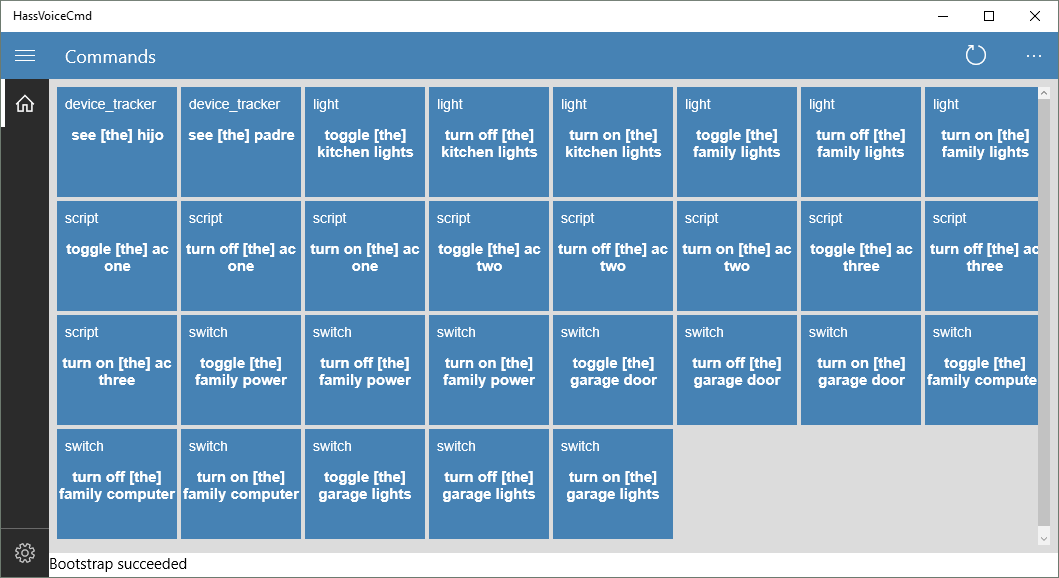 HassVoiceCmd
Commands
device_tracker
see [the] hijo
device_tracker
see [the] padre
light
toggle [the]
kitchen lights
light
turn off [the]
kitchen lights
light
turn on [the]
kitchen lights
light
toggle [the]
family lights
light
turn off [the]
family lights
light
turn on [the]
family lights
script
toggle [the] ac
one
script
turn off [the] ac
one
script
turn on [the] ac
one
script
toggle [the] ac
two
script
turn off [the] ac
two
script
turn on [the] ac
two
script
toggle [the] ac
three
script
turn off [the] ac
three
script
turn on [the] ac
three
switch
toggle [the]
family power
switch
turn off [the]
family power
switch
turn on [the]
family power
switch
toggle [the]
garage door
switch
turn off [the]
garage door
switch
turn on [the]
garage door
switch
toggle [the]
family compute
switch
turn off [the]
family computer
switch
turn on [the]
family computer
switch
toggle [the]
garage lights
switch
turn off [the]
garage lights
switch
turn on [the]
garage lights
Bootstrap succeeded